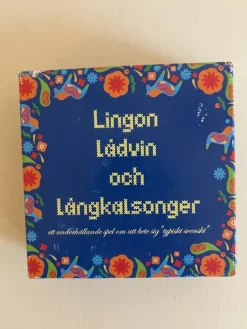 Lingon
Lådvin
och
Långkalsonger
ett underhållande spel om att bete sig "typiskt svenskt"